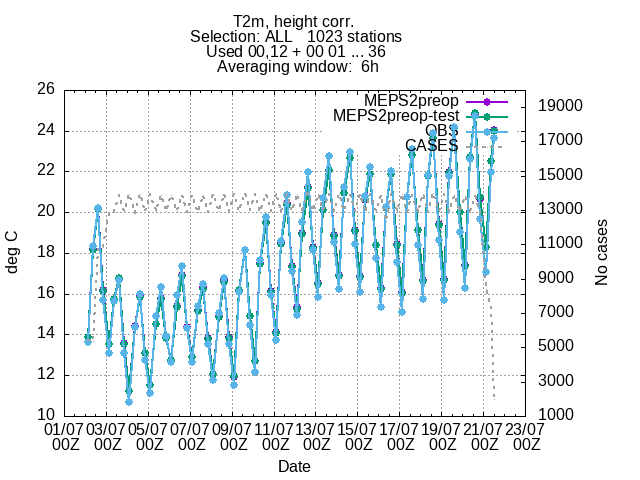 T2m, height corr.
Selection: ALL   1023 stations
Used 00,12 + 00 01 ... 36
Averaging window:  6h
MEPS2preop
MEPS2preop-test
OBS
CASES
26
24
22
20
18
16
14
12
10
deg C
19000
17000
15000
13000
11000
9000
7000
5000
3000
1000
No cases
01/07 03/07 05/07 07/07 09/07 11/07 13/07 15/07 17/07 19/07 21/07 23/07
00Z 00Z 00Z 00Z 00Z 00Z 00Z 00Z 00Z 00Z 00Z 00Z
Date